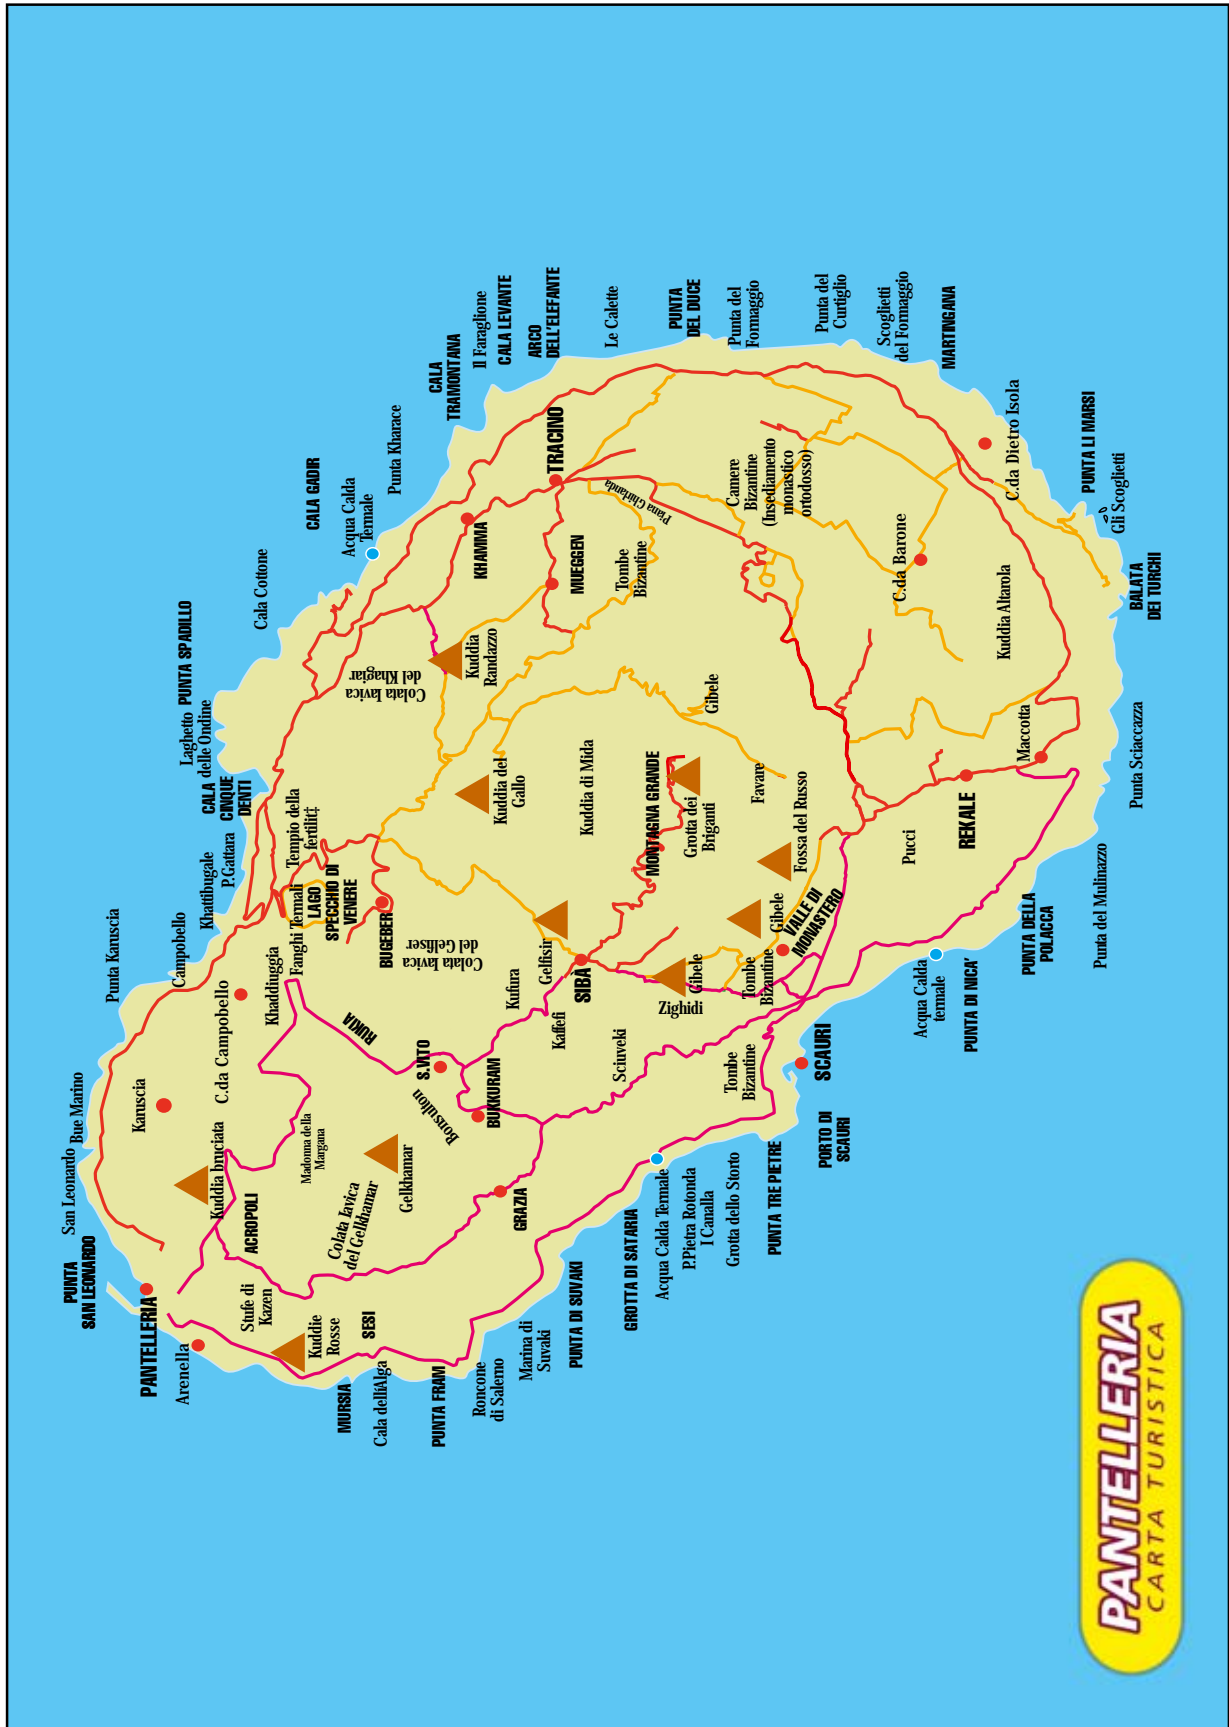 PUNTA
SAN LEONARDO
San Leonardo
Bue Marino
Punta Karuscia
Campobello
Khattibugale
P.Gattara
CALA
CINQUE
DENTI
Laghetto
delle Ondine
PUNTA SPADILLO
Cala Cottone
CALA GADIR
Acqua Calda
Termale
Punta Kharace
CALA
TRAMONTANA
Il Faraglione
CALA LEVANTE
ARCO
DELL'ELEFANTE
Le Calette
PUNTA
DEL DUCE
Punta del
Formaggio
Punta del
Curtiglio
Scoglietti
del Formaggio
MARTINGANA
C.da Dietro Isola
PUNTA LI MARSI
Gli Scoglietti
BALATA
DEI TURCHI
Punta Sciaccazza
Punta del Mulinazzo
PUNTA DELLA
POLACCA
PUNTA DI NICA'
Acqua Calda
termale
SCAURI
PORTO DI
SCAURI
PUNTA TRE PIETRE
Grotta dello Storto
I Canalla
P.Pietra Rotonda
Acqua Calda Termale
GROTTA DI SATARIA
PUNTA DI SUVAKI
Marina di
Suvaki
Roncone
di Salerno
PUNTA FRAM
Cala delliAlga
MURSIA
SESI
Kuddie
Rosse
Stufe di
Kazen
Arenella
PANTELLERIA
Kuddia bruciata
ACROPOLI
Karuscia
C.da Campobello
Madonna della
Margana
Colata Iavica
del Gelkhamar
Gelkhamar
GRAZIA
Bonsulton
BUKKURAM
S.VITO
RUKIA
Khaddiuggia
Fanghi Termali
LAGO
SPECCHIO DI
VENERE
Tempio della
fertilit‡
BUGEBER
Colata Iavica
del Gelfiser
Kufura
Gelfisir
Kaffefi
SIBÀ
Sciuveki
Zighidi
Gibele
Tombe
Bizantine
Tombe
Bizantine
VALLE DI
MONASTERO
Gibele
Fossa del Russo
Favare
Grotta dei
Briganti
MONTAGNA GRANDE
Kuddia di Mida
Kuddia del
Gallo
Gibele
Colata Iavica
del Khagiar
Kuddia
Randazzo
KHAMMA
MUEGGEN
TRACINO
Piana Ghirlanda
Tombe
Bizantine
Camere
Bizantine
(Insediamento
monastico
ortodosso)
C.da Barone
Kuddia Altarola
Maccotta
REKALE
Pucci
PANTELLERIA
CARTA TURISTICA